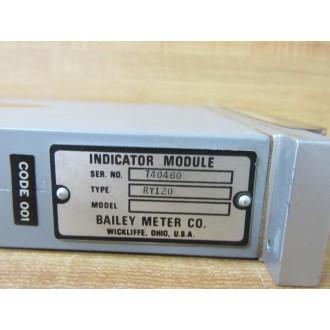 CODE 001
INDICATOR MODULE
SER. NO. 740460
TYPE RY120
MODEL
BAILEY METER CO.
WICKLIFFE, OHIO, U.S.A.